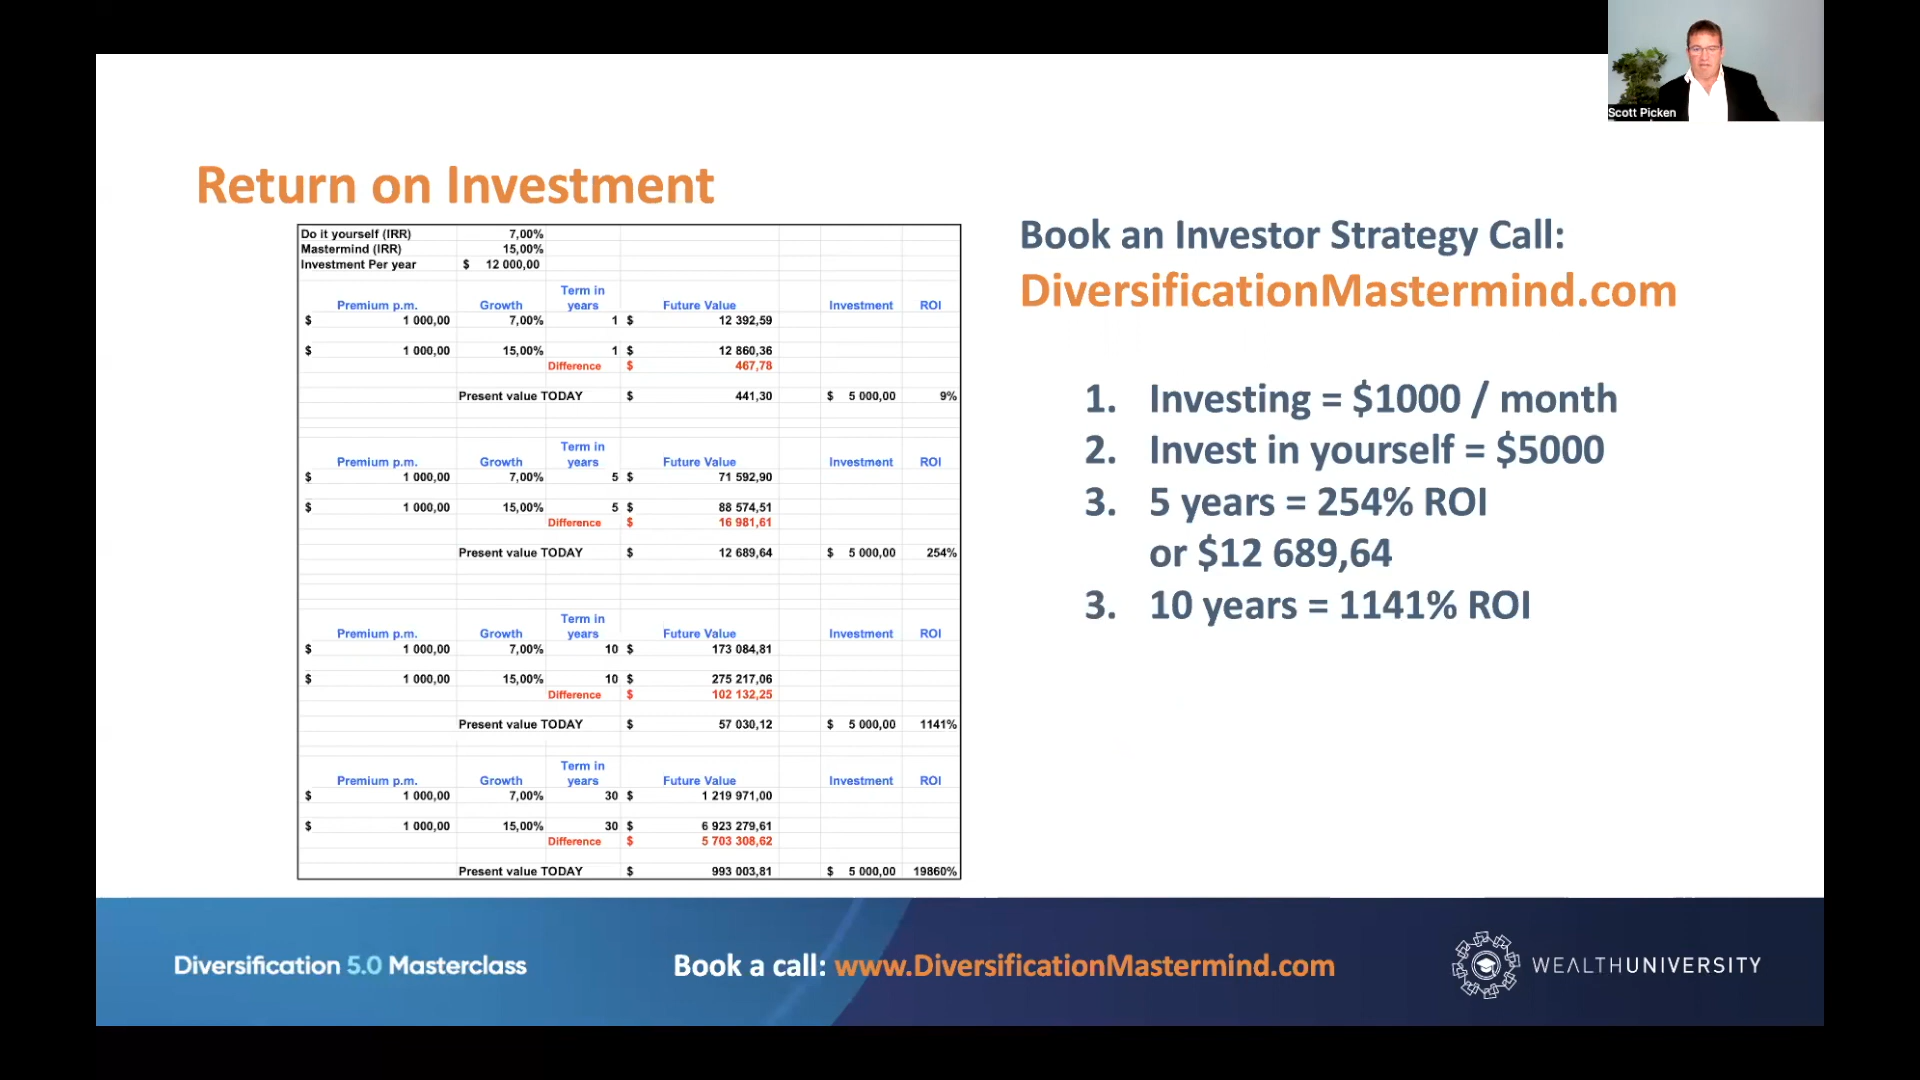 Scott Picken
Return on Investment
Do it yourself (IRR) 7,00%
Mastermind (IRR) 15,00%
Investment Per year $ 12 000,00
Term in
Premium p.m. Growth years Future Value Investment ROI
$ 1 000,00 7,00% 1 $ 12 392,59
$ 1 000,00 15,00% 1 $ 12 860,36
Difference $ 467,78
Present value TODAY $ 441,30 $ 5 000,00 9%
Term in
Premium p.m. Growth years Future Value Investment ROI
$ 1 000,00 7,00% 5 $ 71 592,90
$ 1 000,00 15,00% 5 $ 88 574,51
Difference $ 16 981,61
Present value TODAY $ 12 689,64 $ 5 000,00 254%
Term in
Premium p.m. Growth years Future Value Investment ROI
$ 1 000,00 7,00% 10 $ 173 084,81
$ 1 000,00 15,00% 10 $ 275 217,06
Difference $ 102 132,25
Present value TODAY $ 57 030,12 $ 5 000,00 1141%
Term in
Premium p.m. Growth years Future Value Investment ROI
$ 1 000,00 7,00% 30 $ 1 219 971,00
$ 1 000,00 15,00% 30 $ 6 923 279,61
Difference $ 5 703 308,62
Present value TODAY $ 993 003,81 $ 5 000,00 19860%
Book an Investor Strategy Call:
DiversificationMastermind.com
1. Investing = $1000 / month
2. Invest in yourself = $5000
3. 5 years = 254% ROI
or $12 689,64
3. 10 years = 1141% ROI
Diversification 5.0 Masterclass
Book a call: www.DiversificationMastermind.com
WEALTHUNIVERSITY